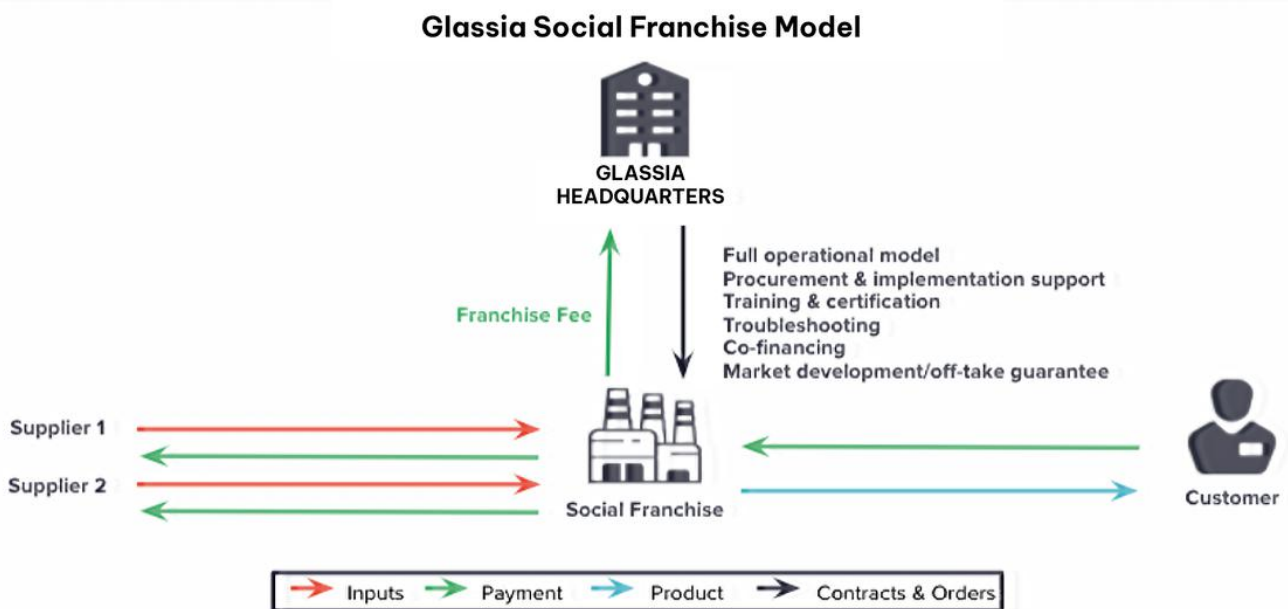 Glassia Social Franchise Model
GLASSIA
HEADQUARTERS
Franchise Fee
Full operational model
Procurement & implementation support
Training & certification
Troubleshooting
Co-financing
Market development/off-take guarantee
Supplier 1
Supplier 2
Social Franchise
Customer
Inputs
Payment
Product
Contracts & Orders